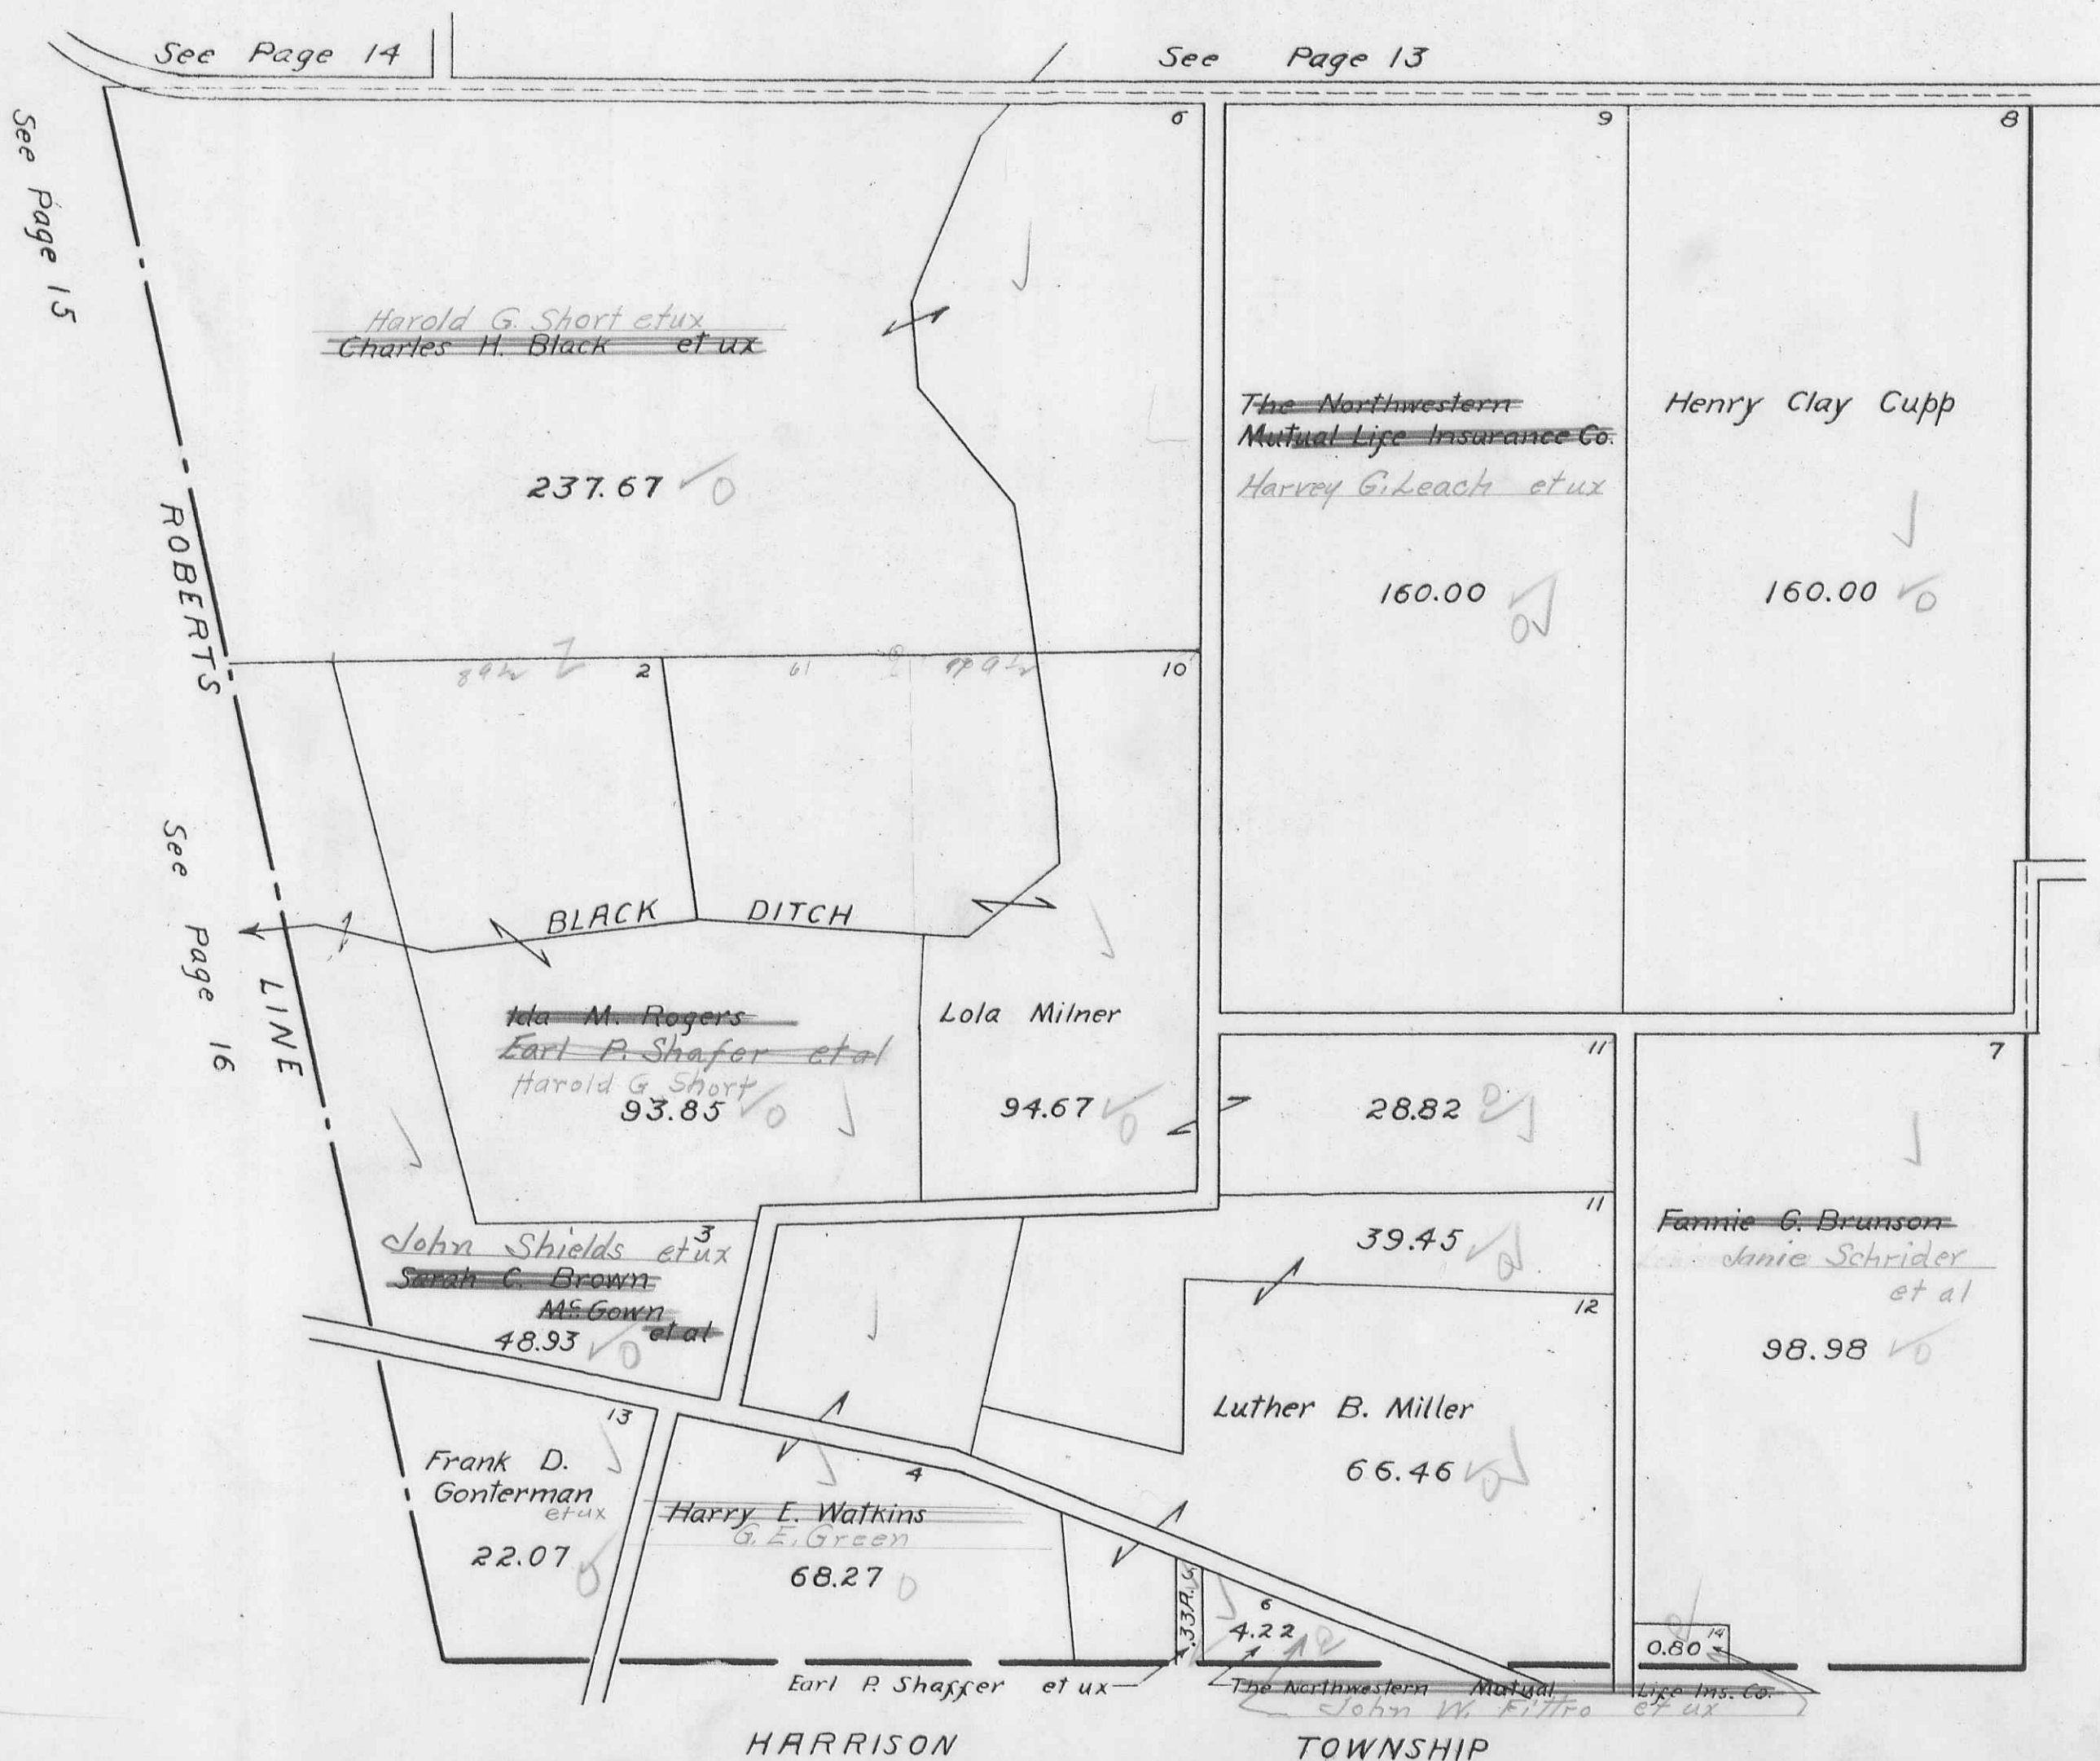 See Page 14
See Page 13
See Page 15
6
9
8
Harold G. Short etux
Charles H. Black et ux
237.67
The Northwestern
Mutual Life Insurance Co.
Harvey G. Leach etux
160.00
Henry Clay Cupp
160.00
ROBERTS
LINE
See Page 16
2
61
10
BLACK DITCH
Ida M. Rogers
Earl P. Shafer et al
Harold G. Short
93.85
Lola Milner
94.67
11
28.82
7
11
39.45
3
John Shields etux
Sarah C. Brown
McGown
et al
48.93
12
Luther B. Miller
66.46
Fannie G. Brunson
Janie Schrider
et al
98.98
13
Frank D.
Gonterman
etux
22.07
4
Harry E. Watkins
G. E. Green
68.27
.33A.
6
4.22
14
0.80
Earl P. Shaffer et ux
The Northwestern Mutual Life Ins. Co.
John W. Fittro et ux
HARRISON TOWNSHIP